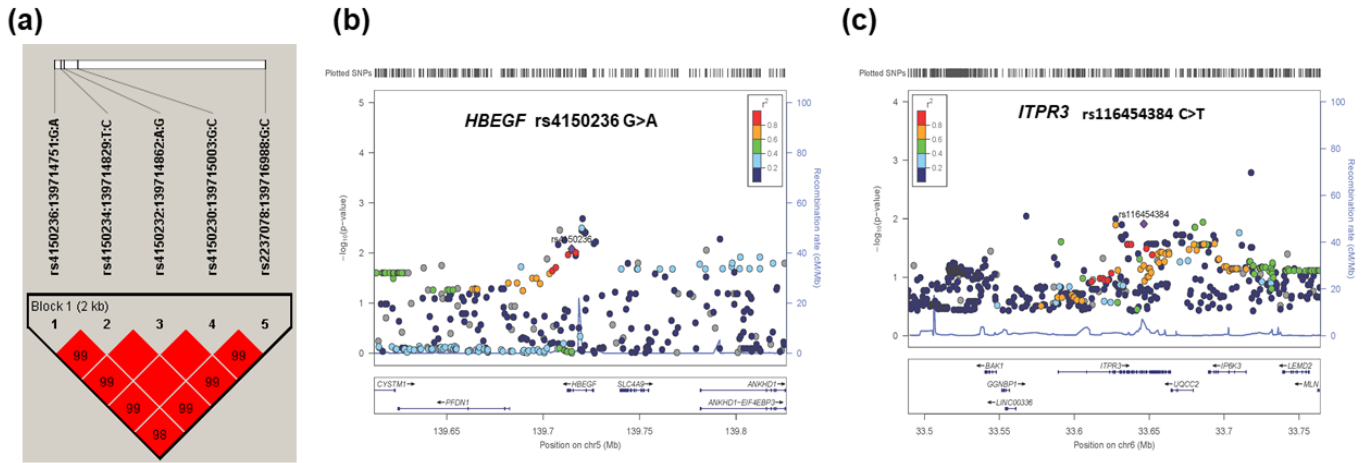 (a)
rs4150236:139714751:G:A
rs4150234:139714829:T:C
rs4150232:139714862:A:G
rs4150230:139715003:G:C
rs2237078:139716988:G:C
Block 1 (2 kb)
1 2 3 4 5
99 99 99 99
99 99
99 99
98
(b)
Plotted SNPs
HBEGF rs4150236 G>A
r²
0.8
0.6
0.4
0.2
rs4150236
−log₁₀(p−value)
5
4
3
2
1
0
Recombination rate (cM/Mb)
100
80
60
40
20
0
CYSTM1→
←HBEGF
SLC4A9→
ANKHD1→
←PFDN1
ANKHD1−EIF4EBP3→
139.65 139.7 139.75 139.8
Position on chr5 (Mb)
(c)
Plotted SNPs
ITPR3 rs116454384 C>T
r²
0.8
0.6
0.4
0.2
rs116454384
−log₁₀(p−value)
4
3
2
1
0
Recombination rate (cM/Mb)
100
80
60
40
20
0
←BAK1
ITPR3→
←IP6K3
←LEMD2
GGNBP1→
←UQCC2
←MLN
←LINC00336
33.5 33.55 33.6 33.65 33.7 33.75
Position on chr6 (Mb)